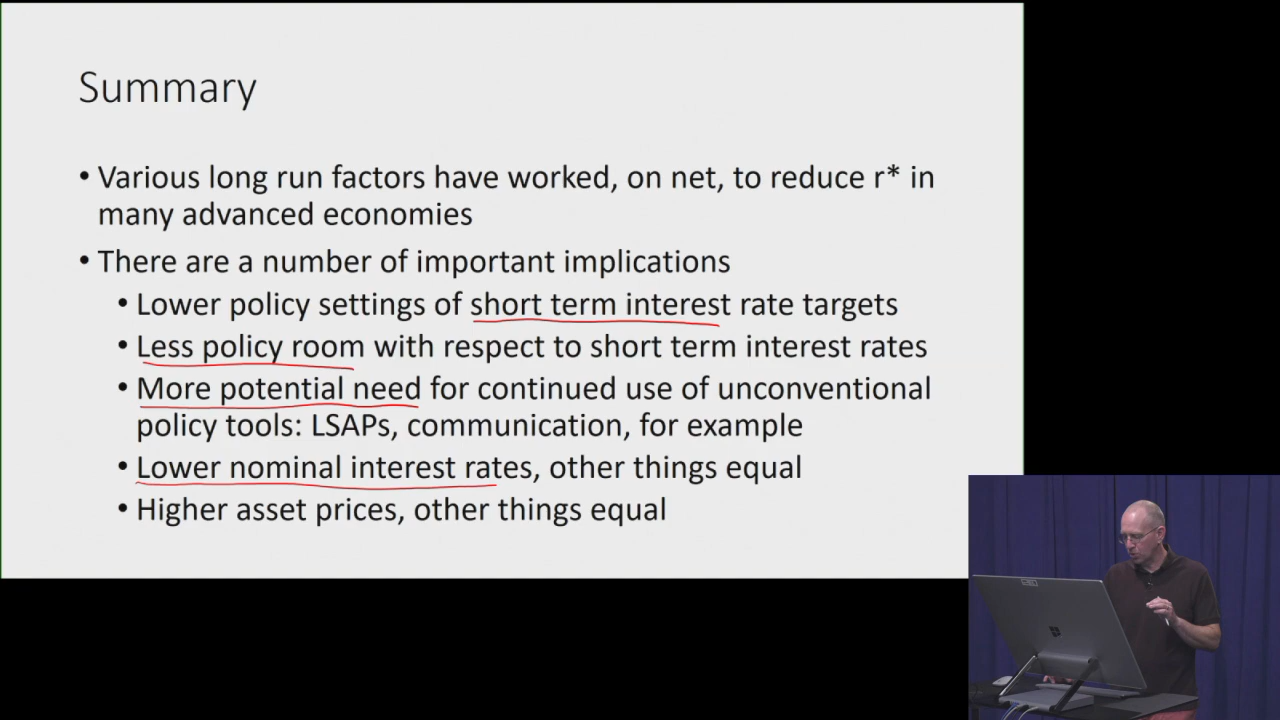 Summary
• Various long run factors have worked, on net, to reduce r* in
many advanced economies
• There are a number of important implications
• Lower policy settings of short term interest rate targets
• Less policy room with respect to short term interest rates
• More potential need for continued use of unconventional
policy tools: LSAPs, communication, for example
• Lower nominal interest rates, other things equal
• Higher asset prices, other things equal